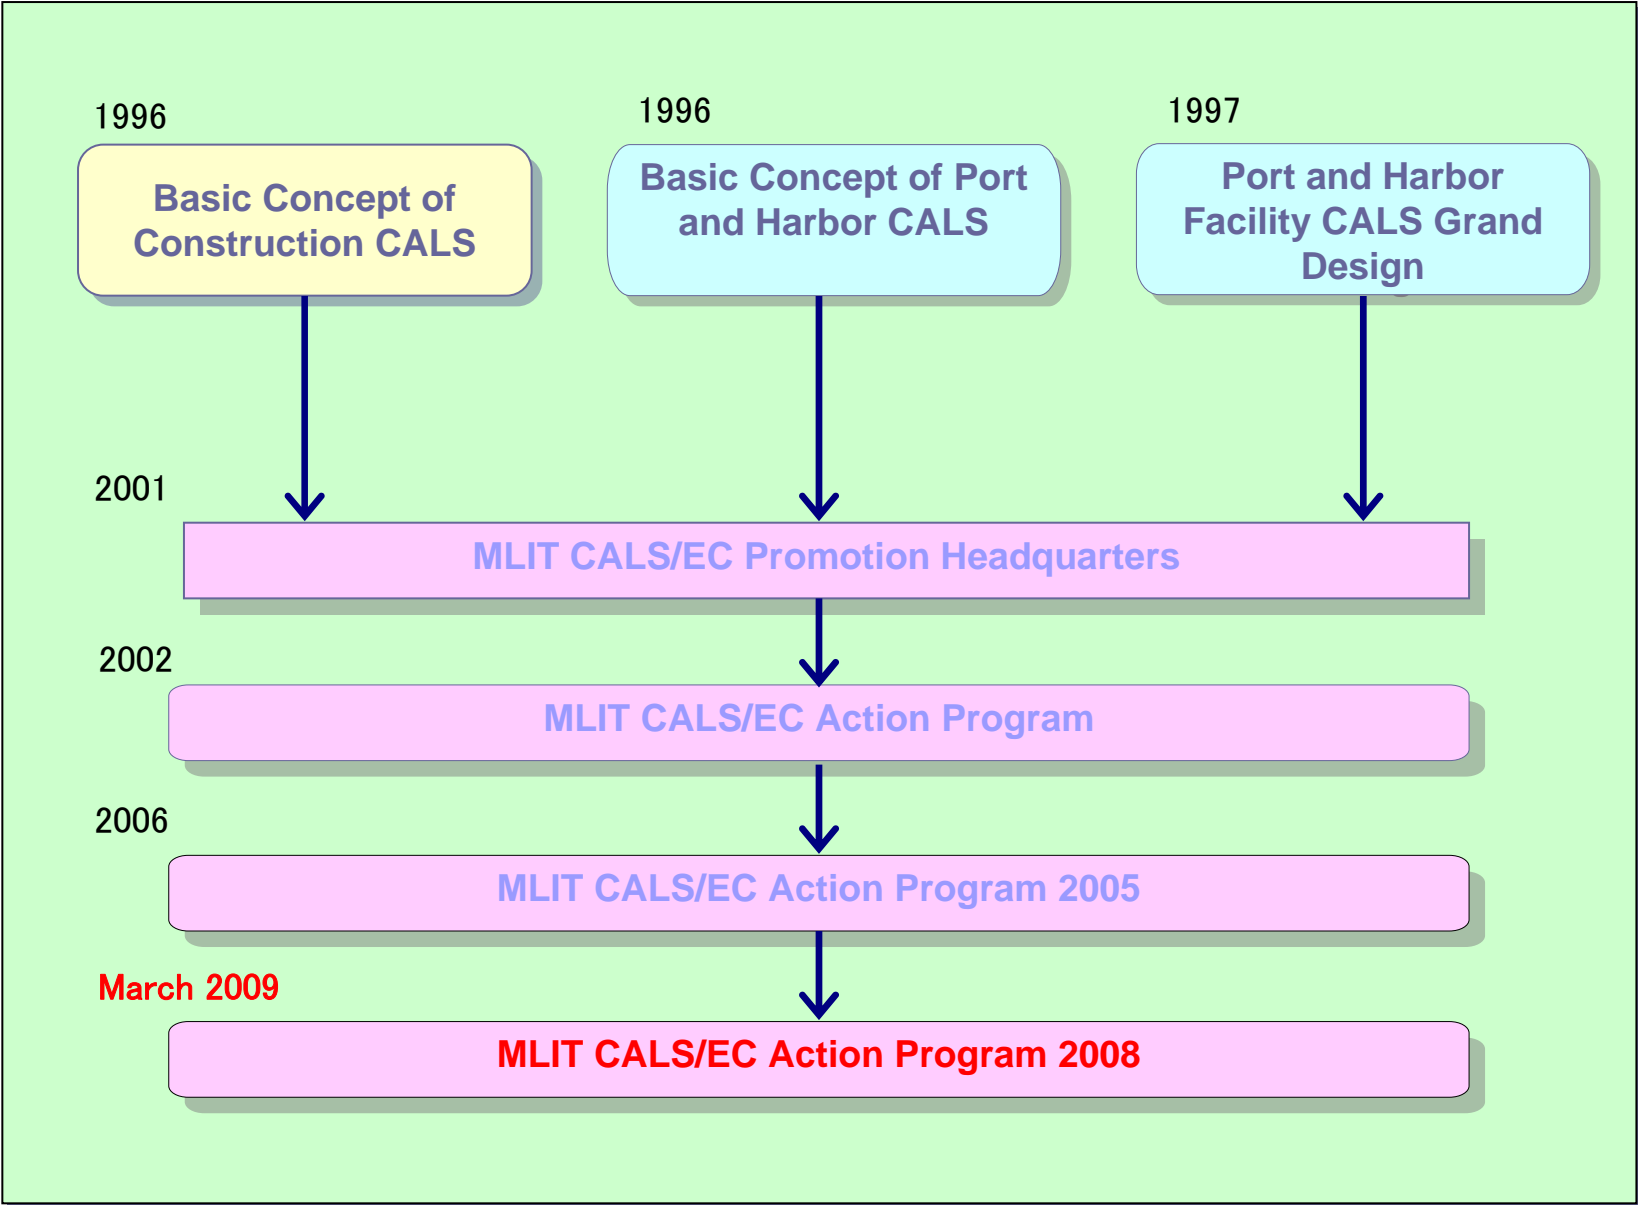 1996
Basic Concept of
Construction CALS
1996
Basic Concept of Port
and Harbor CALS
1997
Port and Harbor
Facility CALS Grand
Design
2001
MLIT CALS/EC Promotion Headquarters
2002
MLIT CALS/EC Action Program
2006
MLIT CALS/EC Action Program 2005
March 2009
MLIT CALS/EC Action Program 2008